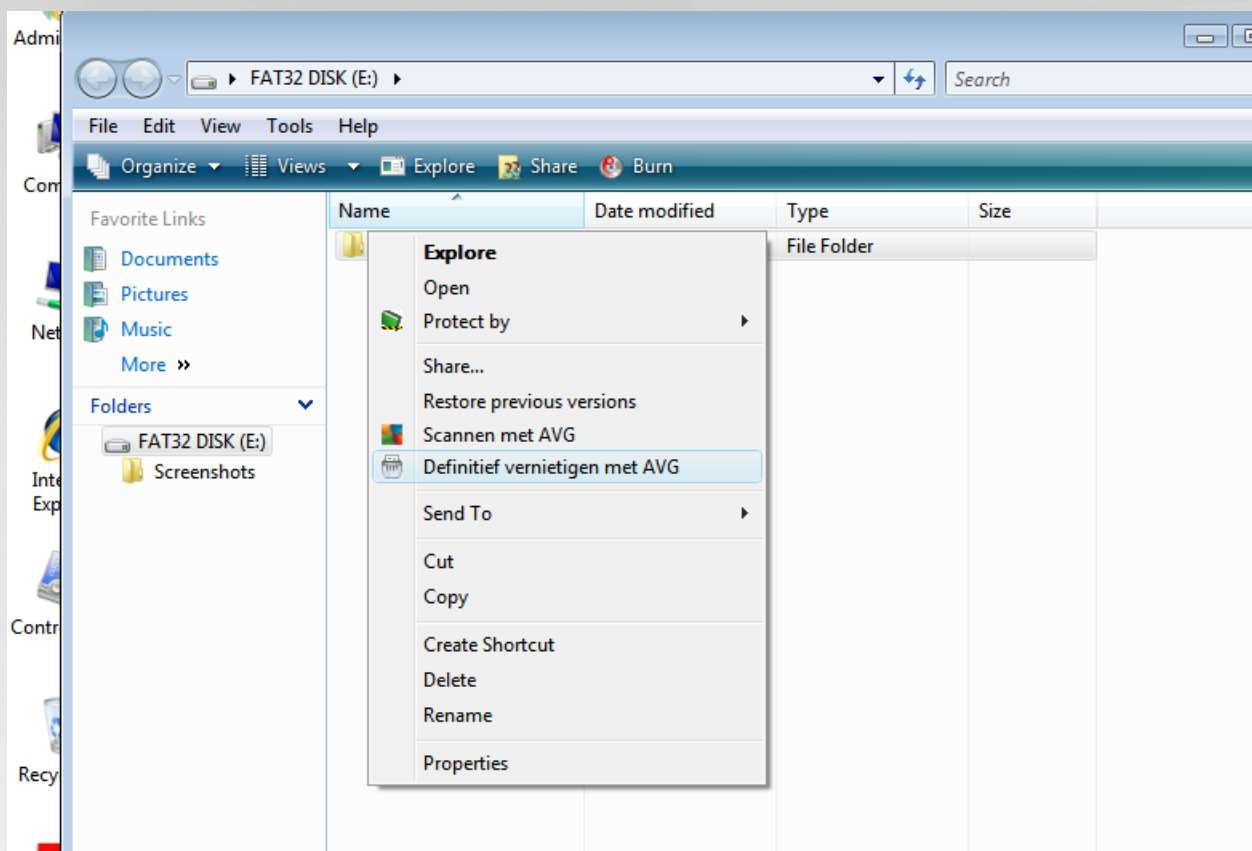 Admi
FAT32 DISK (E:)
Search
File Edit View Tools Help
Organize Views Explore Share Burn
Com
Favorite Links
Name Date modified Type Size
File Folder
Documents
Pictures
Music
More »
Net
Folders
FAT32 DISK (E:)
Screenshots
Inte
Exp
Contr
Recy
Explore
Open
Protect by
Share...
Restore previous versions
Scannen met AVG
Definitief vernietigen met AVG
Send To
Cut
Copy
Create Shortcut
Delete
Rename
Properties